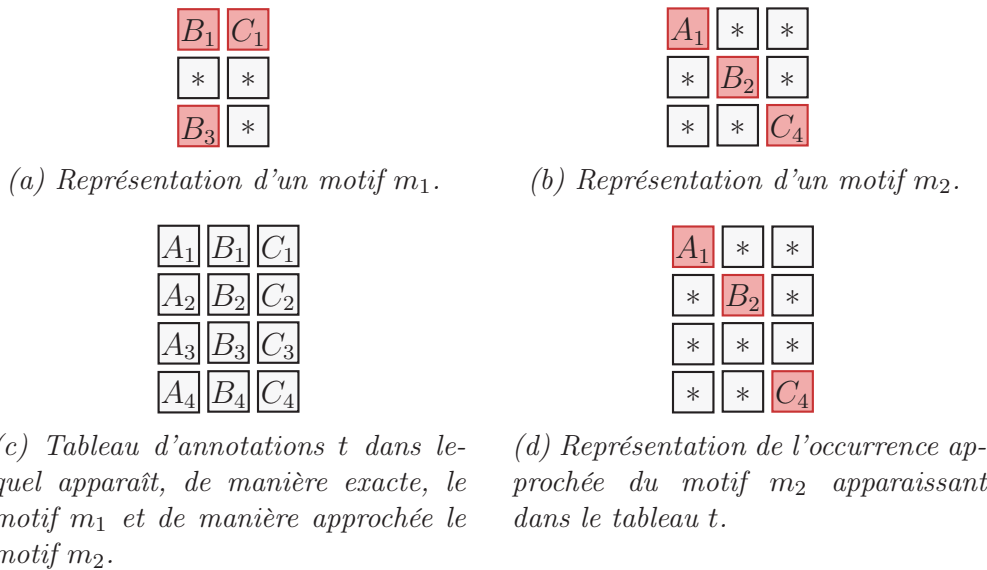 B₁ C₁
* *
B₃ *
(a) Représentation d'un motif m₁.
A₁ * *
* B₂ *
* * C₄
(b) Représentation d'un motif m₂.
A₁ B₁ C₁
A₂ B₂ C₂
A₃ B₃ C₃
A₄ B₄ C₄
(c) Tableau d'annotations t dans le-
quel apparaît, de manière exacte, le
motif m₁ et de manière approchée le
motif m₂.
A₁ * *
* B₂ *
* * *
* * C₄
(d) Représentation de l'occurrence ap-
prochée du motif m₂ apparaissant
dans le tableau t.